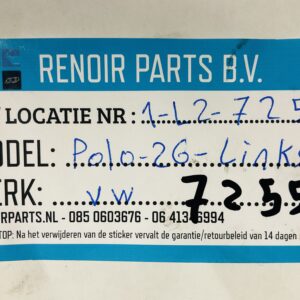 RENOIR PARTS B.V.
LOCATIE NR : 1-L2-725
ODEL: Polo-2G-Links
ERK: vw 7255
RPARTS.NL - 085 0603676 - 06 41346994
TOP: Na het verwijderen van de sticker vervalt de garantie/retourbeleid van 14 dagen